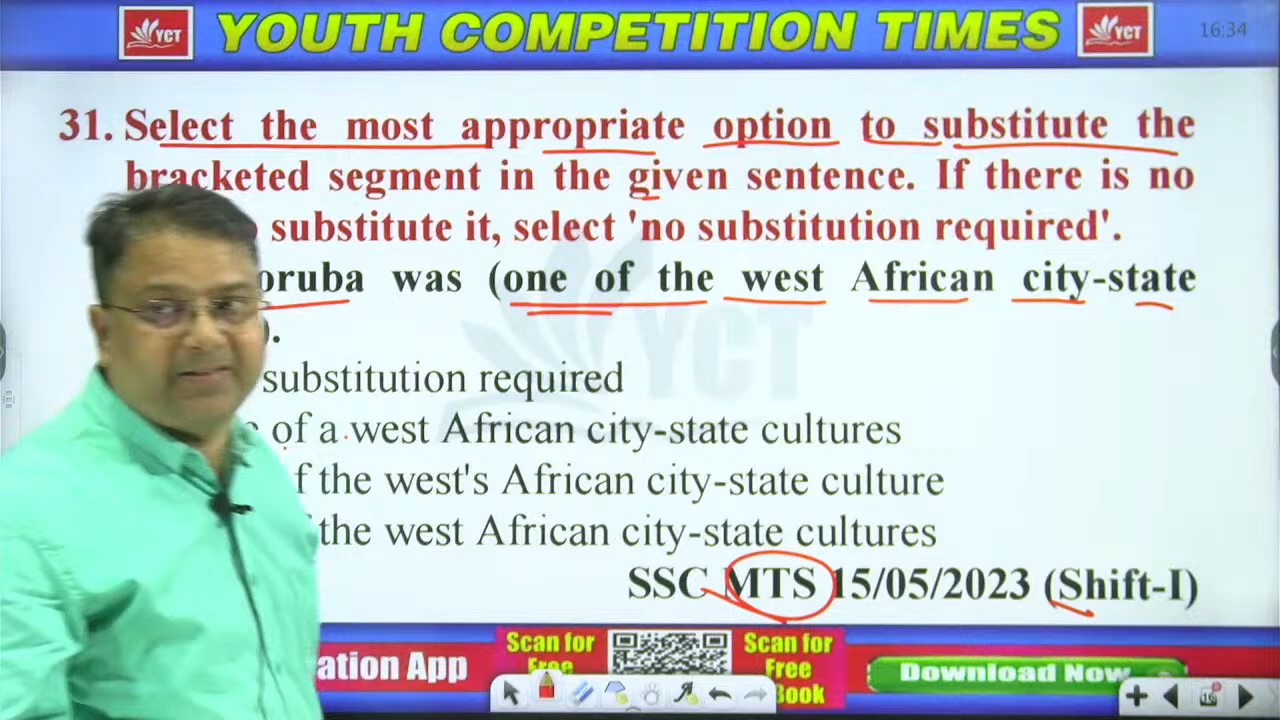 YCT
YOUTH COMPETITION TIMES
YCT
16:34
31. Select the most appropriate option to substitute the
bracketed segment in the given sentence. If there is no
substitute it, select 'no substitution required'.
oruba was (one of the west African city-state
).
YCT
substitution required
of a west African city-state cultures
f the west's African city-state culture
the west African city-state cultures
SSC MTS 15/05/2023 (Shift-I)
ation App
Scan for
Free
Scan for
Free
Book
Download Now